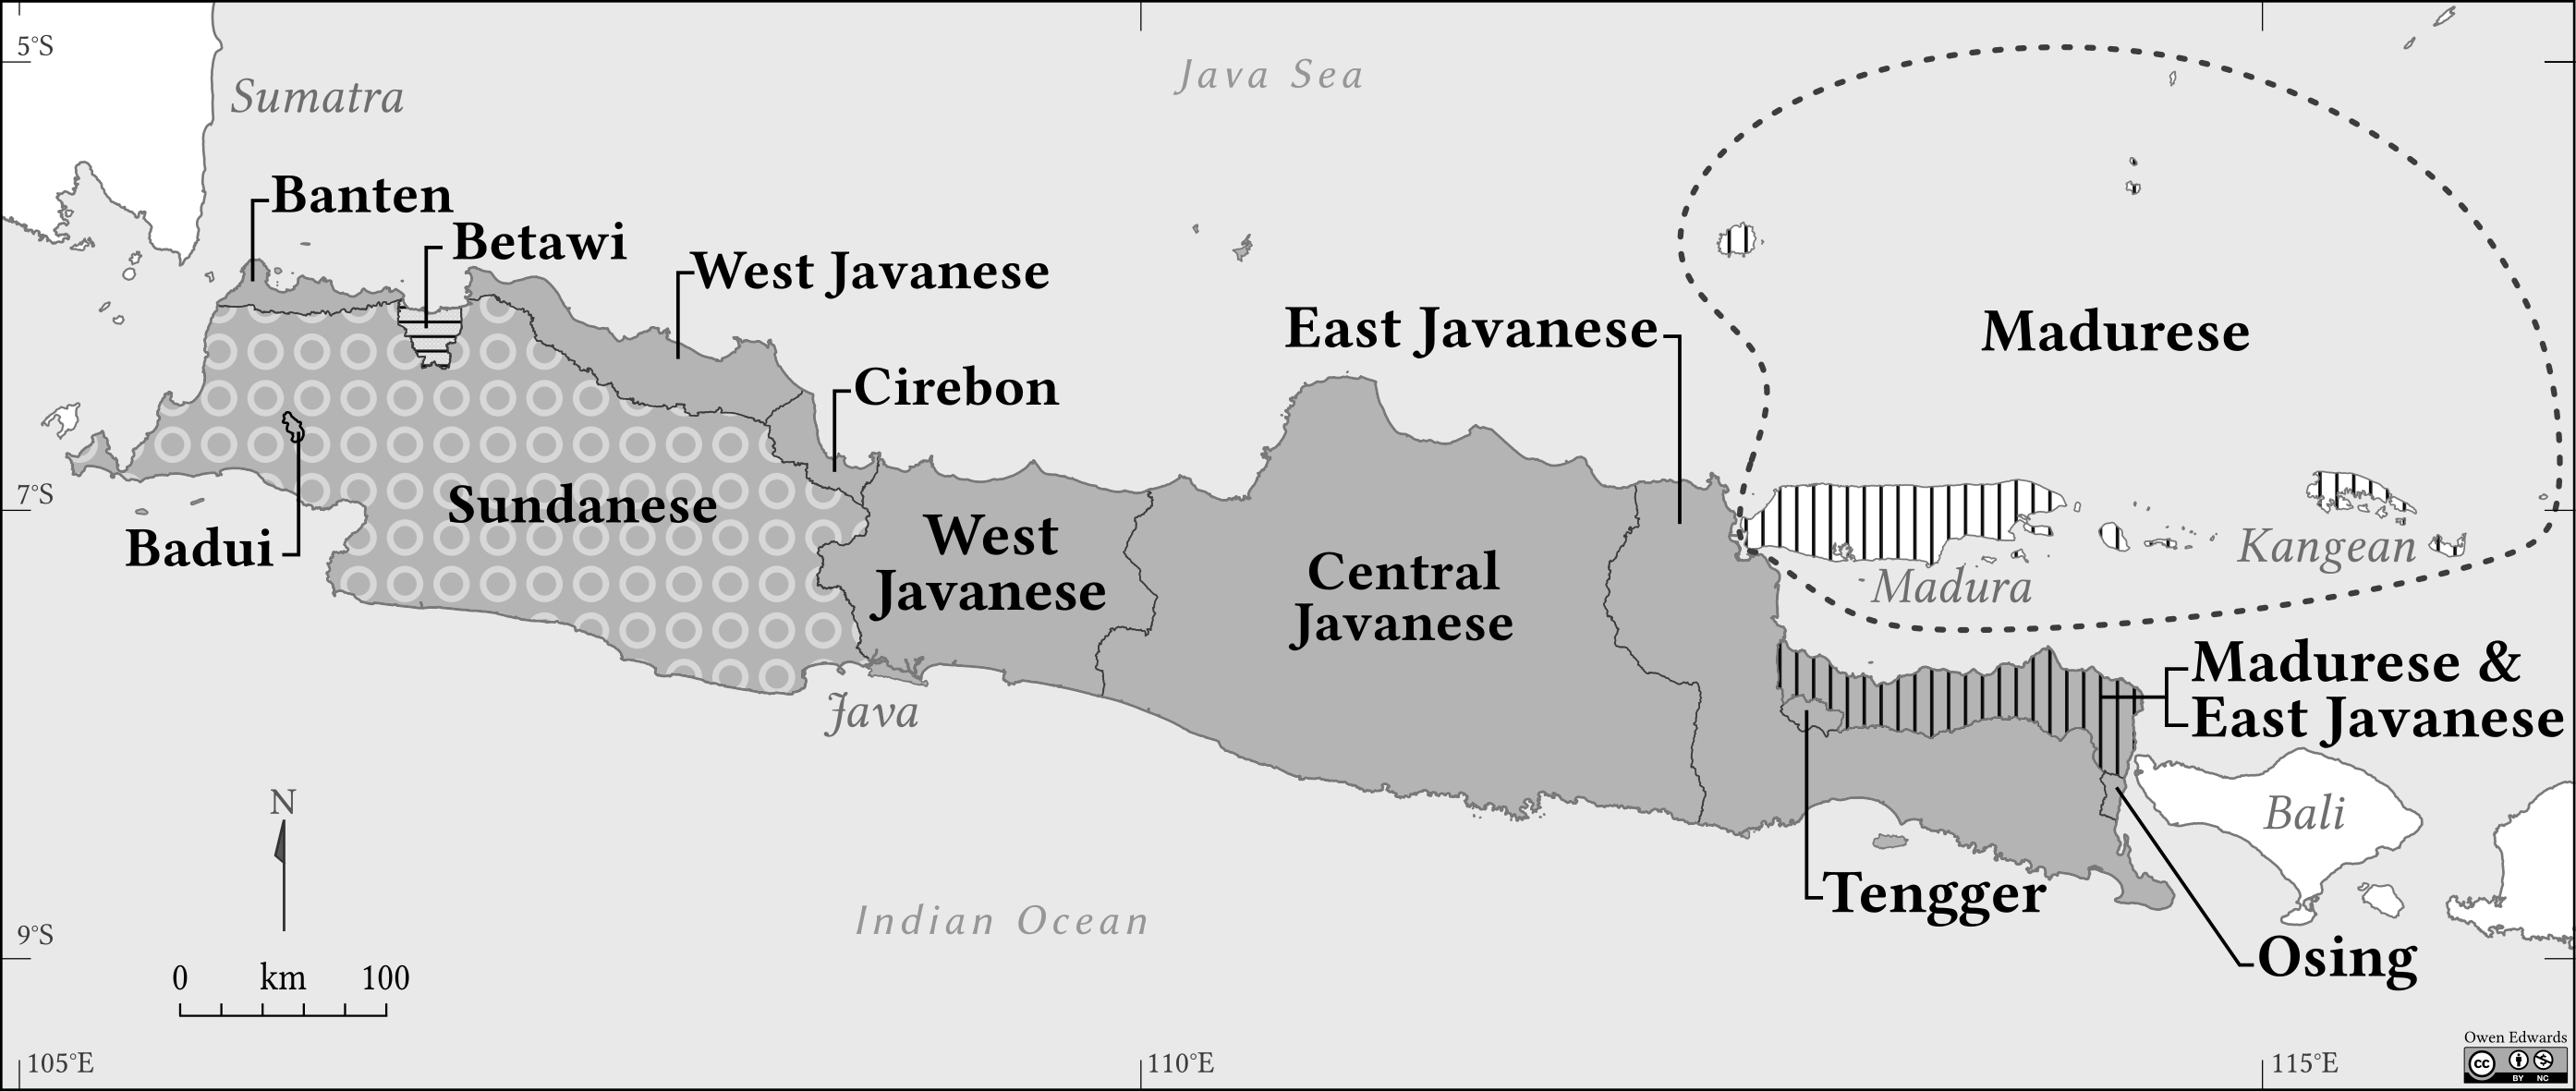 5°S
Sumatra
Java Sea
Banten
Betawi
West Javanese
East Javanese
Madurese
Cirebon
7°S
Sundanese
Badui
West
Javanese
Central
Javanese
Kangean
Madura
Madurese &
East Javanese
Java
N
Bali
Tengger
Indian Ocean
9°S
Osing
0 km 100
Owen Edwards
cc
BY NC
105°E
110°E
115°E